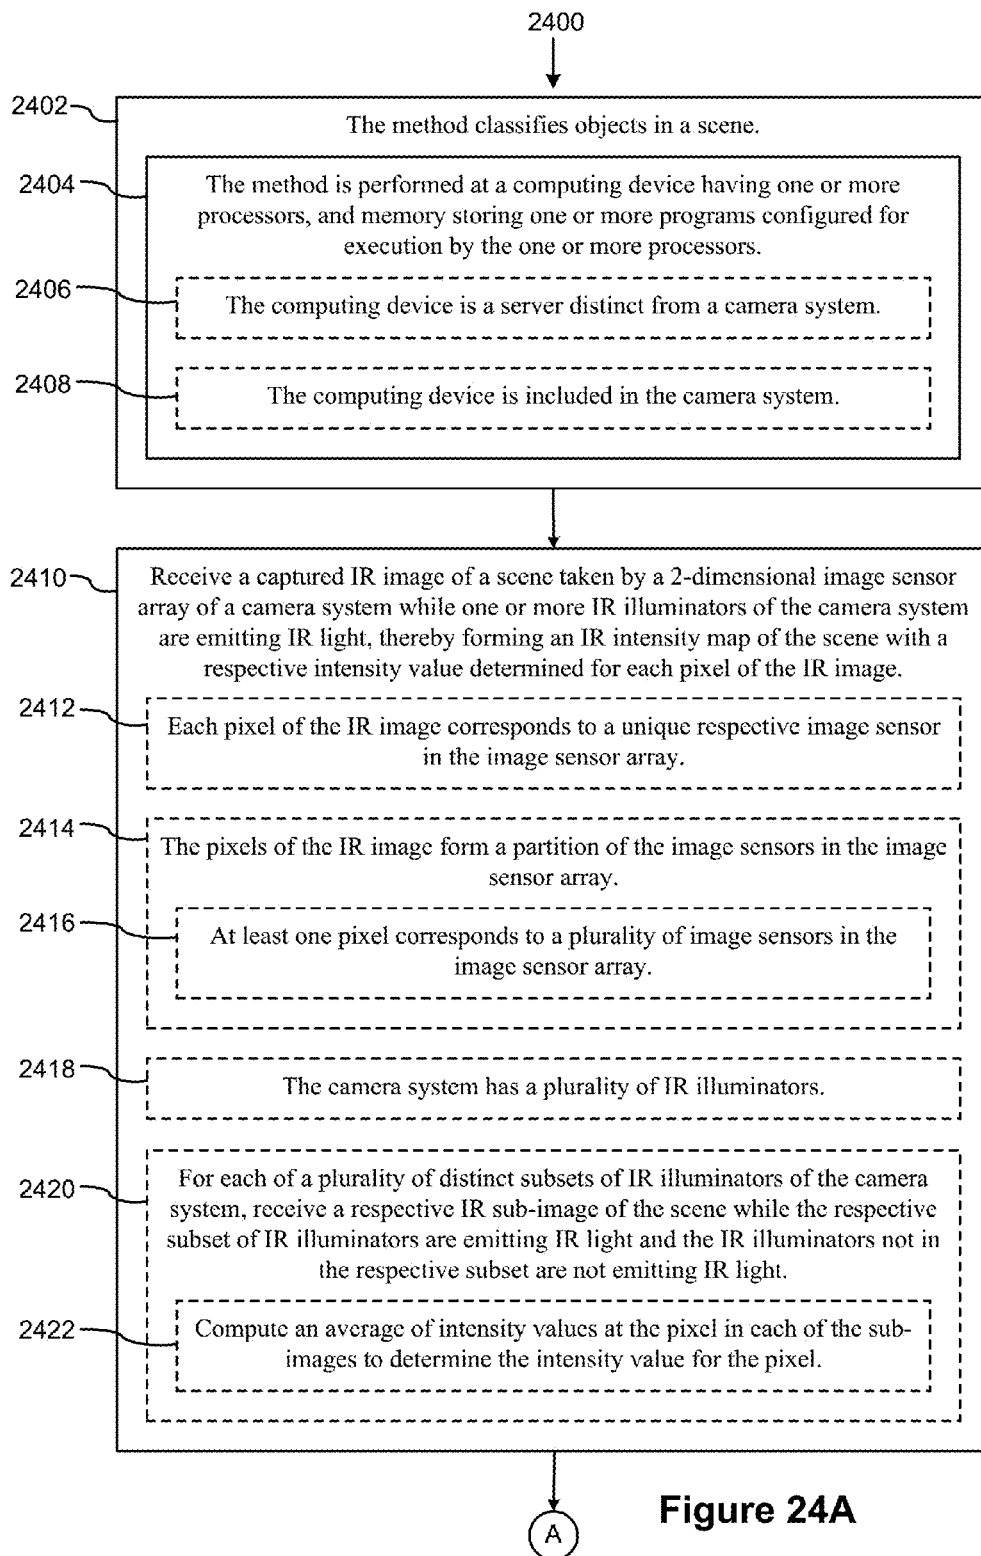 2400
2402
The method classifies objects in a scene.
2404
The method is performed at a computing device having one or more
processors, and memory storing one or more programs configured for
execution by the one or more processors.
2406
The computing device is a server distinct from a camera system.
2408
The computing device is included in the camera system.
2410
Receive a captured IR image of a scene taken by a 2-dimensional image sensor
array of a camera system while one or more IR illuminators of the camera system
are emitting IR light, thereby forming an IR intensity map of the scene with a
respective intensity value determined for each pixel of the IR image.
2412
Each pixel of the IR image corresponds to a unique respective image sensor
in the image sensor array.
2414
The pixels of the IR image form a partition of the image sensors in the image
sensor array.
2416
At least one pixel corresponds to a plurality of image sensors in the
image sensor array.
2418
The camera system has a plurality of IR illuminators.
2420
For each of a plurality of distinct subsets of IR illuminators of the camera
system, receive a respective IR sub-image of the scene while the respective
subset of IR illuminators are emitting IR light and the IR illuminators not in
the respective subset are not emitting IR light.
2422
Compute an average of intensity values at the pixel in each of the sub-
images to determine the intensity value for the pixel.
Figure 24A
A